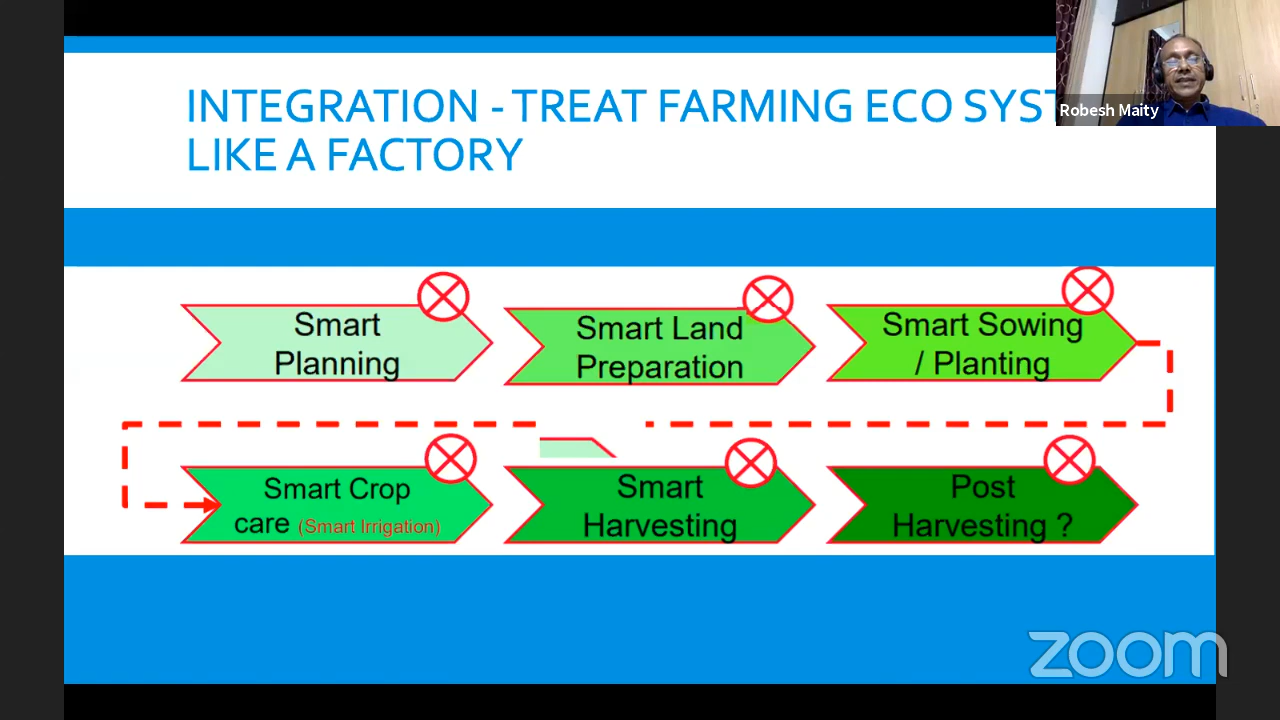 INTEGRATION - TREAT FARMING ECO
LIKE A FACTORY
Robesh Maity
Smart
Planning
Smart Land
Preparation
Smart Sowing
/ Planting
Smart Crop
care (Smart Irrigation)
Smart
Harvesting
Post
Harvesting ?
zoom